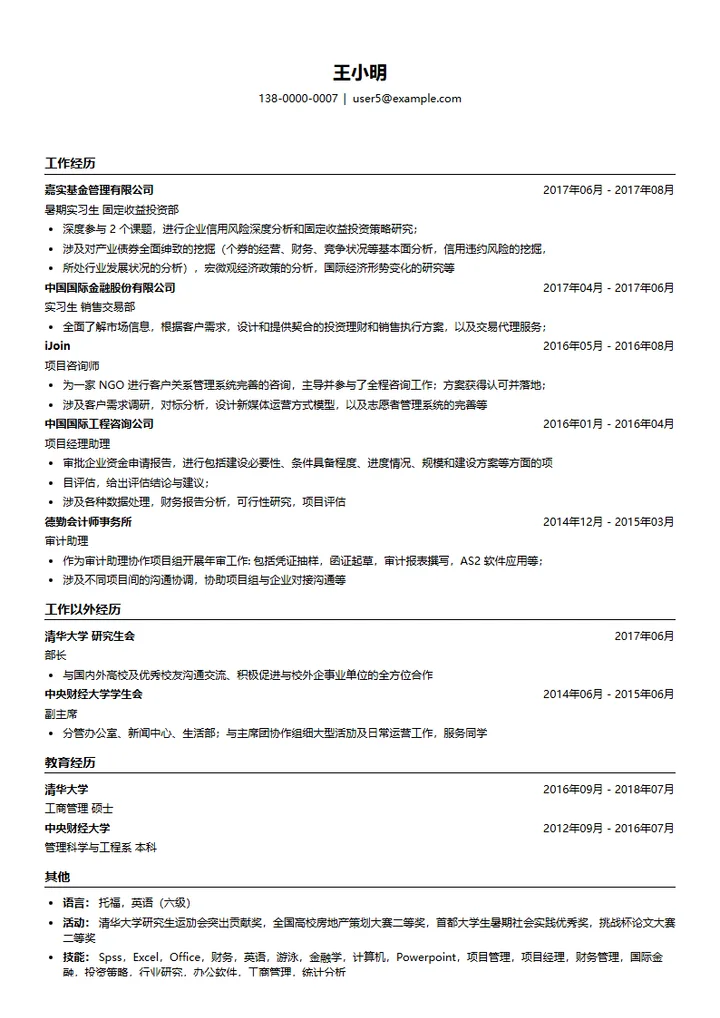 王小明
138-0000-0007 | user5@example.com
工作经历
嘉实基金管理有限公司 2017年06月 - 2017年08月
暑期实习生 固定收益投资部
• 深度参与 2 个课题，进行企业信用风险深度分析和固定收益投资策略研究；
• 涉及对产业债券全面绅致的挖掘（个券的经营、财务、竞争状况等基本面分析，信用违约风险的挖掘，
• 所处行业发展状况的分析），宏微观经济政策的分析，国际经济形势变化的研究等
中国国际金融股份有限公司 2017年04月 - 2017年06月
实习生 销售交易部
• 全面了解市场信息，根据客户需求，设计和提供契合的投资理财和销售执行方案，以及交易代理服务；
iJoin 2016年05月 - 2016年08月
项目咨询师
• 为一家 NGO 进行客户关系管理系统完善的咨询，主导并参与了全程咨询工作；方案获得认可并落地；
• 涉及客户需求调研，对标分析，设计新媒体运营方式模型，以及志愿者管理系统的完善等
中国国际工程咨询公司 2016年01月 - 2016年04月
项目经理助理
• 审批企业资金申请报告，进行包括建设必要性、条件具备程度、进度情况、规模和建设方案等方面的项
• 目评估，给出评估结论与建议；
• 涉及各种数据处理，财务报告分析，可行性研究，项目评估
德勤会计师事务所 2014年12月 - 2015年03月
审计助理
• 作为审计助理协作项目组开展年审工作: 包括凭证抽样，函证起草，审计报表撰写，AS2 软件应用等；
• 涉及不同项目间的沟通协调，协助项目组与企业对接沟通等
工作以外经历
清华大学 研究生会 2017年06月
部长
• 与国内外高校及优秀校友沟通交流、积极促进与校外企事业单位的全方位合作
中央财经大学学生会 2014年06月 - 2015年06月
副主席
• 分管办公室、新闻中心、生活部；与主席团协作组细大型活劢及日常运营工作，服务同学
教育经历
清华大学 2016年09月 - 2018年07月
工商管理 硕士
中央财经大学 2012年09月 - 2016年07月
管理科学与工程系 本科
其他
• 语言： 托福，英语（六级）
• 活动： 清华大学研究生运劢会突出贡献奖，全国高校房地产策划大赛二等奖，首都大学生暑期社会实践优秀奖，挑战杯论文大赛
二等奖
• 技能： Spss，Excel，Office，财务，英语，游泳，金融学，计算机，Powerpoint，项目管理，项目经理，财务管理，国际金
融，投资策略，行业研究，办公软件，工商管理，统计分析